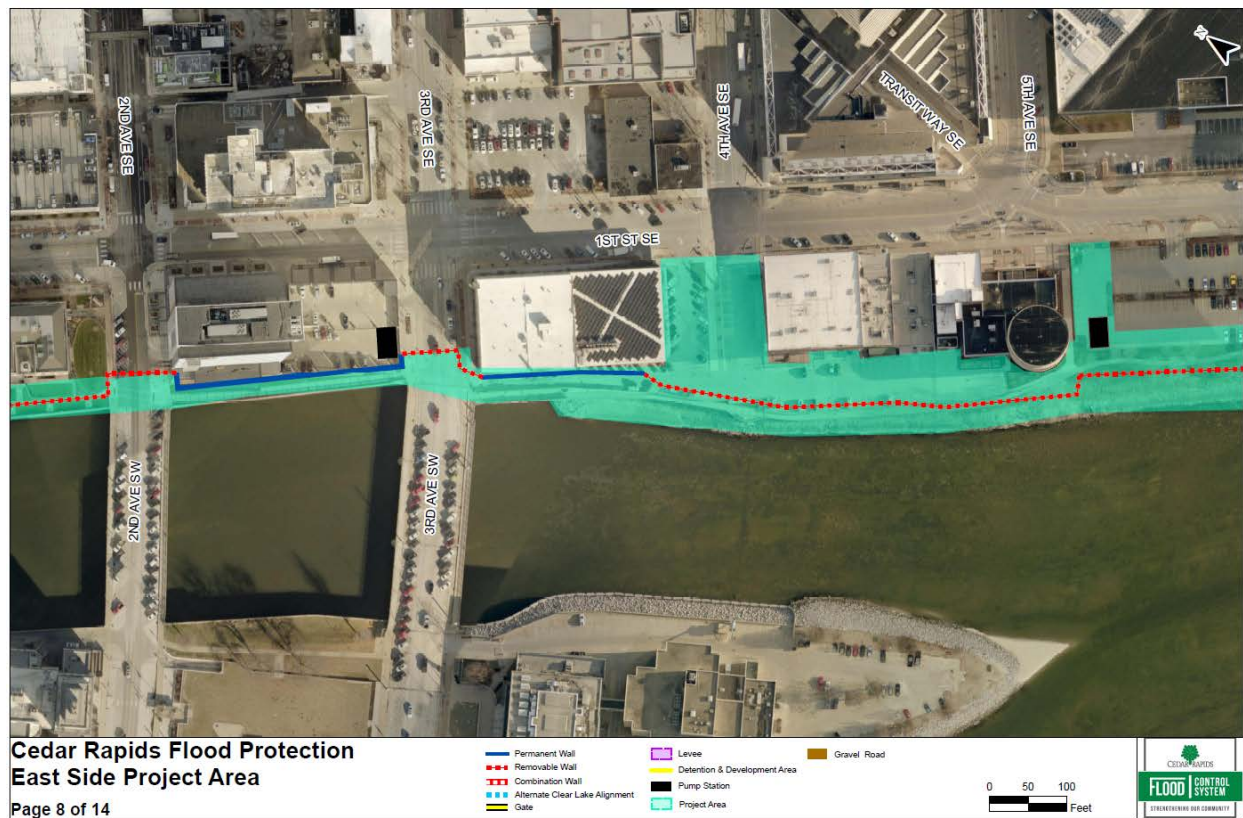 N
2ND AVE SE
3RD AVE SE
4TH AVE SE
TRANSIT WAY SE
5TH AVE SE
1ST ST SE
2ND AVE SW
3RD AVE SW
Cedar Rapids Flood Protection
East Side Project Area
Page 8 of 14
Permanent Wall
Removable Wall
Combination Wall
Alternate Clear Lake Alignment
Gate
Levee
Detention & Development Area
Pump Station
Project Area
Gravel Road
0 50 100
Feet
CEDAR RAPIDS
FLOOD CONTROL
SYSTEM
STRENGTHENING OUR COMMUNITY